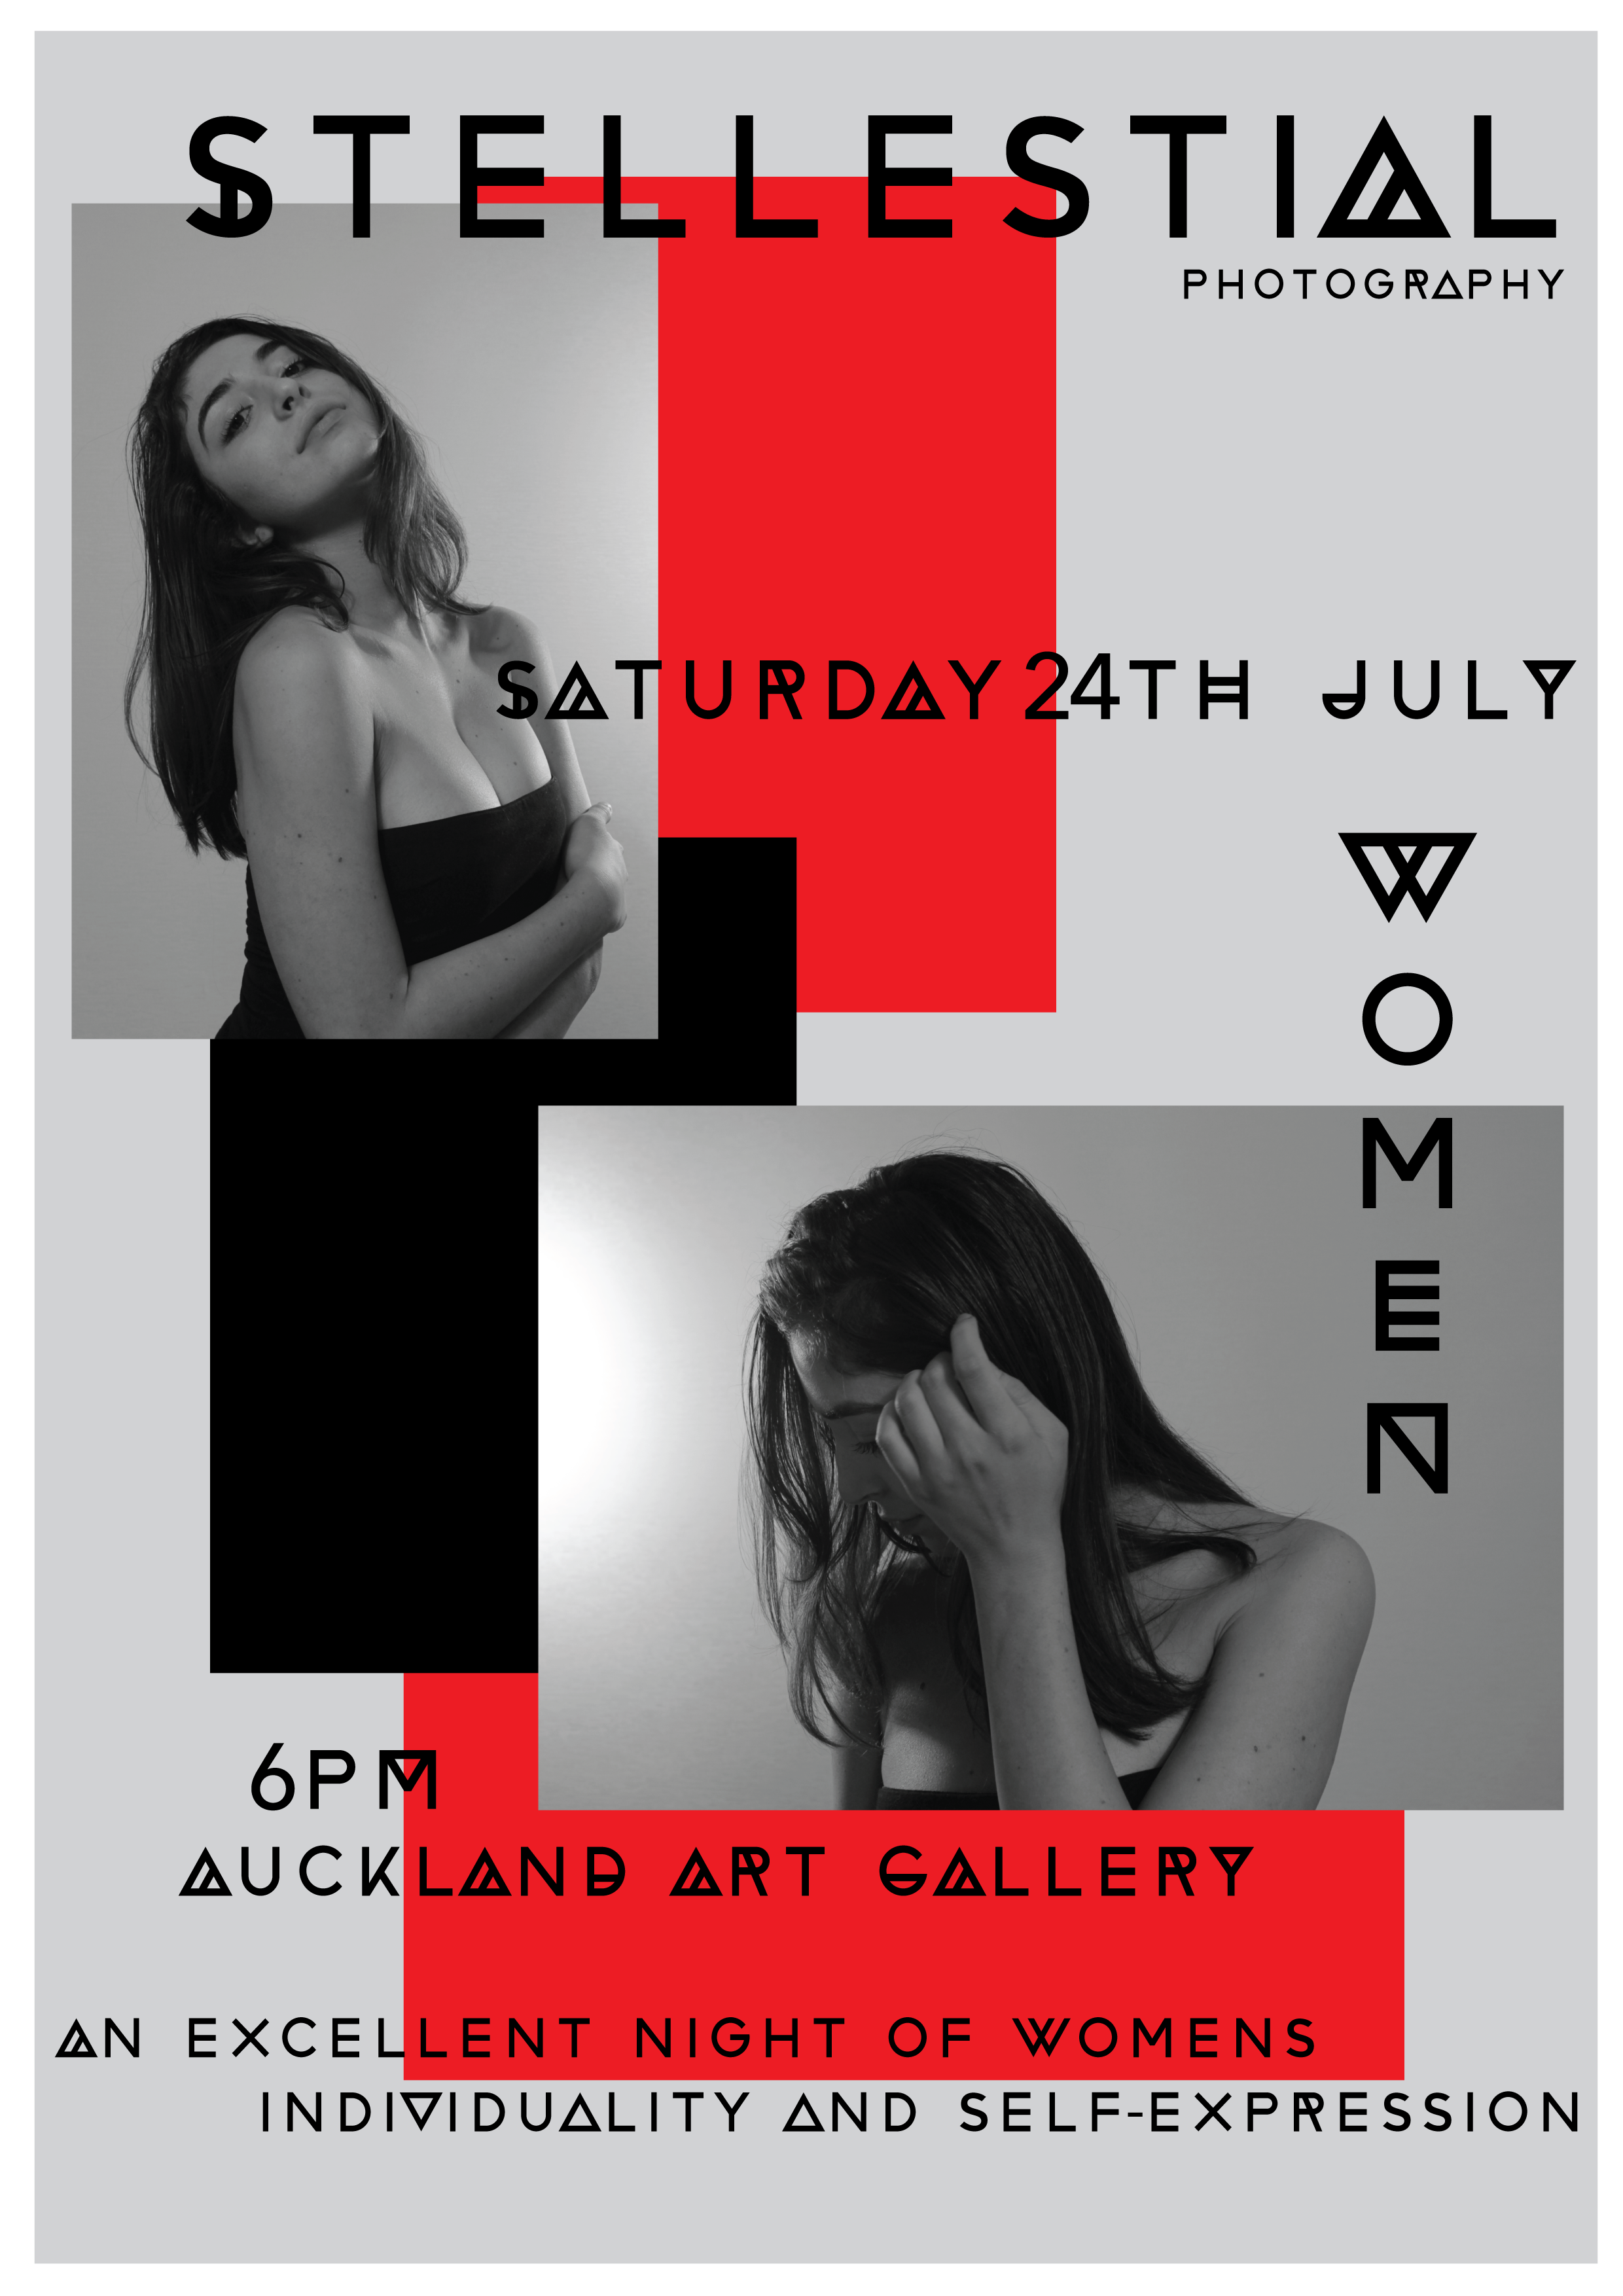 STELLESTIAL
PHOTOGRAPHY
SATURDAY 24TH JULY
WOMEN
6PM
AUCKLAND ART GALLERY
AN EXCELLENT NIGHT OF WOMENS
INDIVIDUALITY AND SELF-EXPRESSION